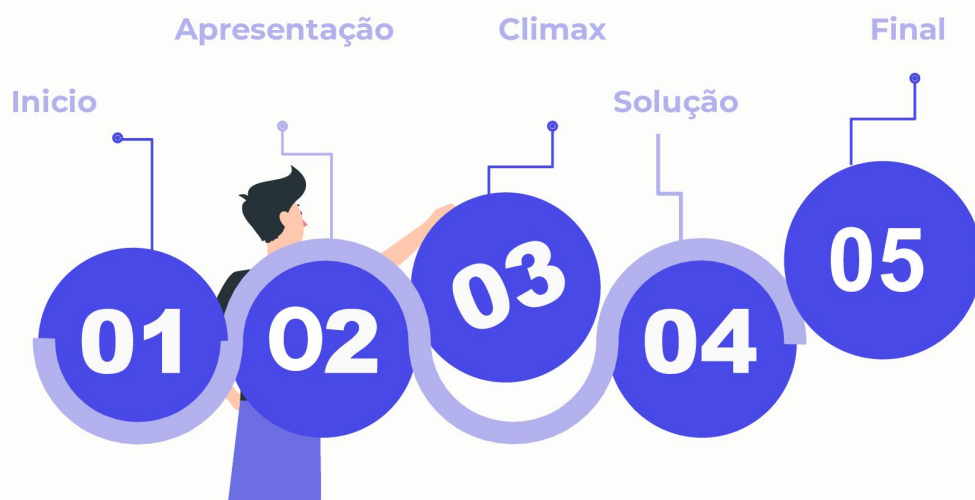 Apresentação
Climax
Final
Inicio
Solução
01
02
03
04
05